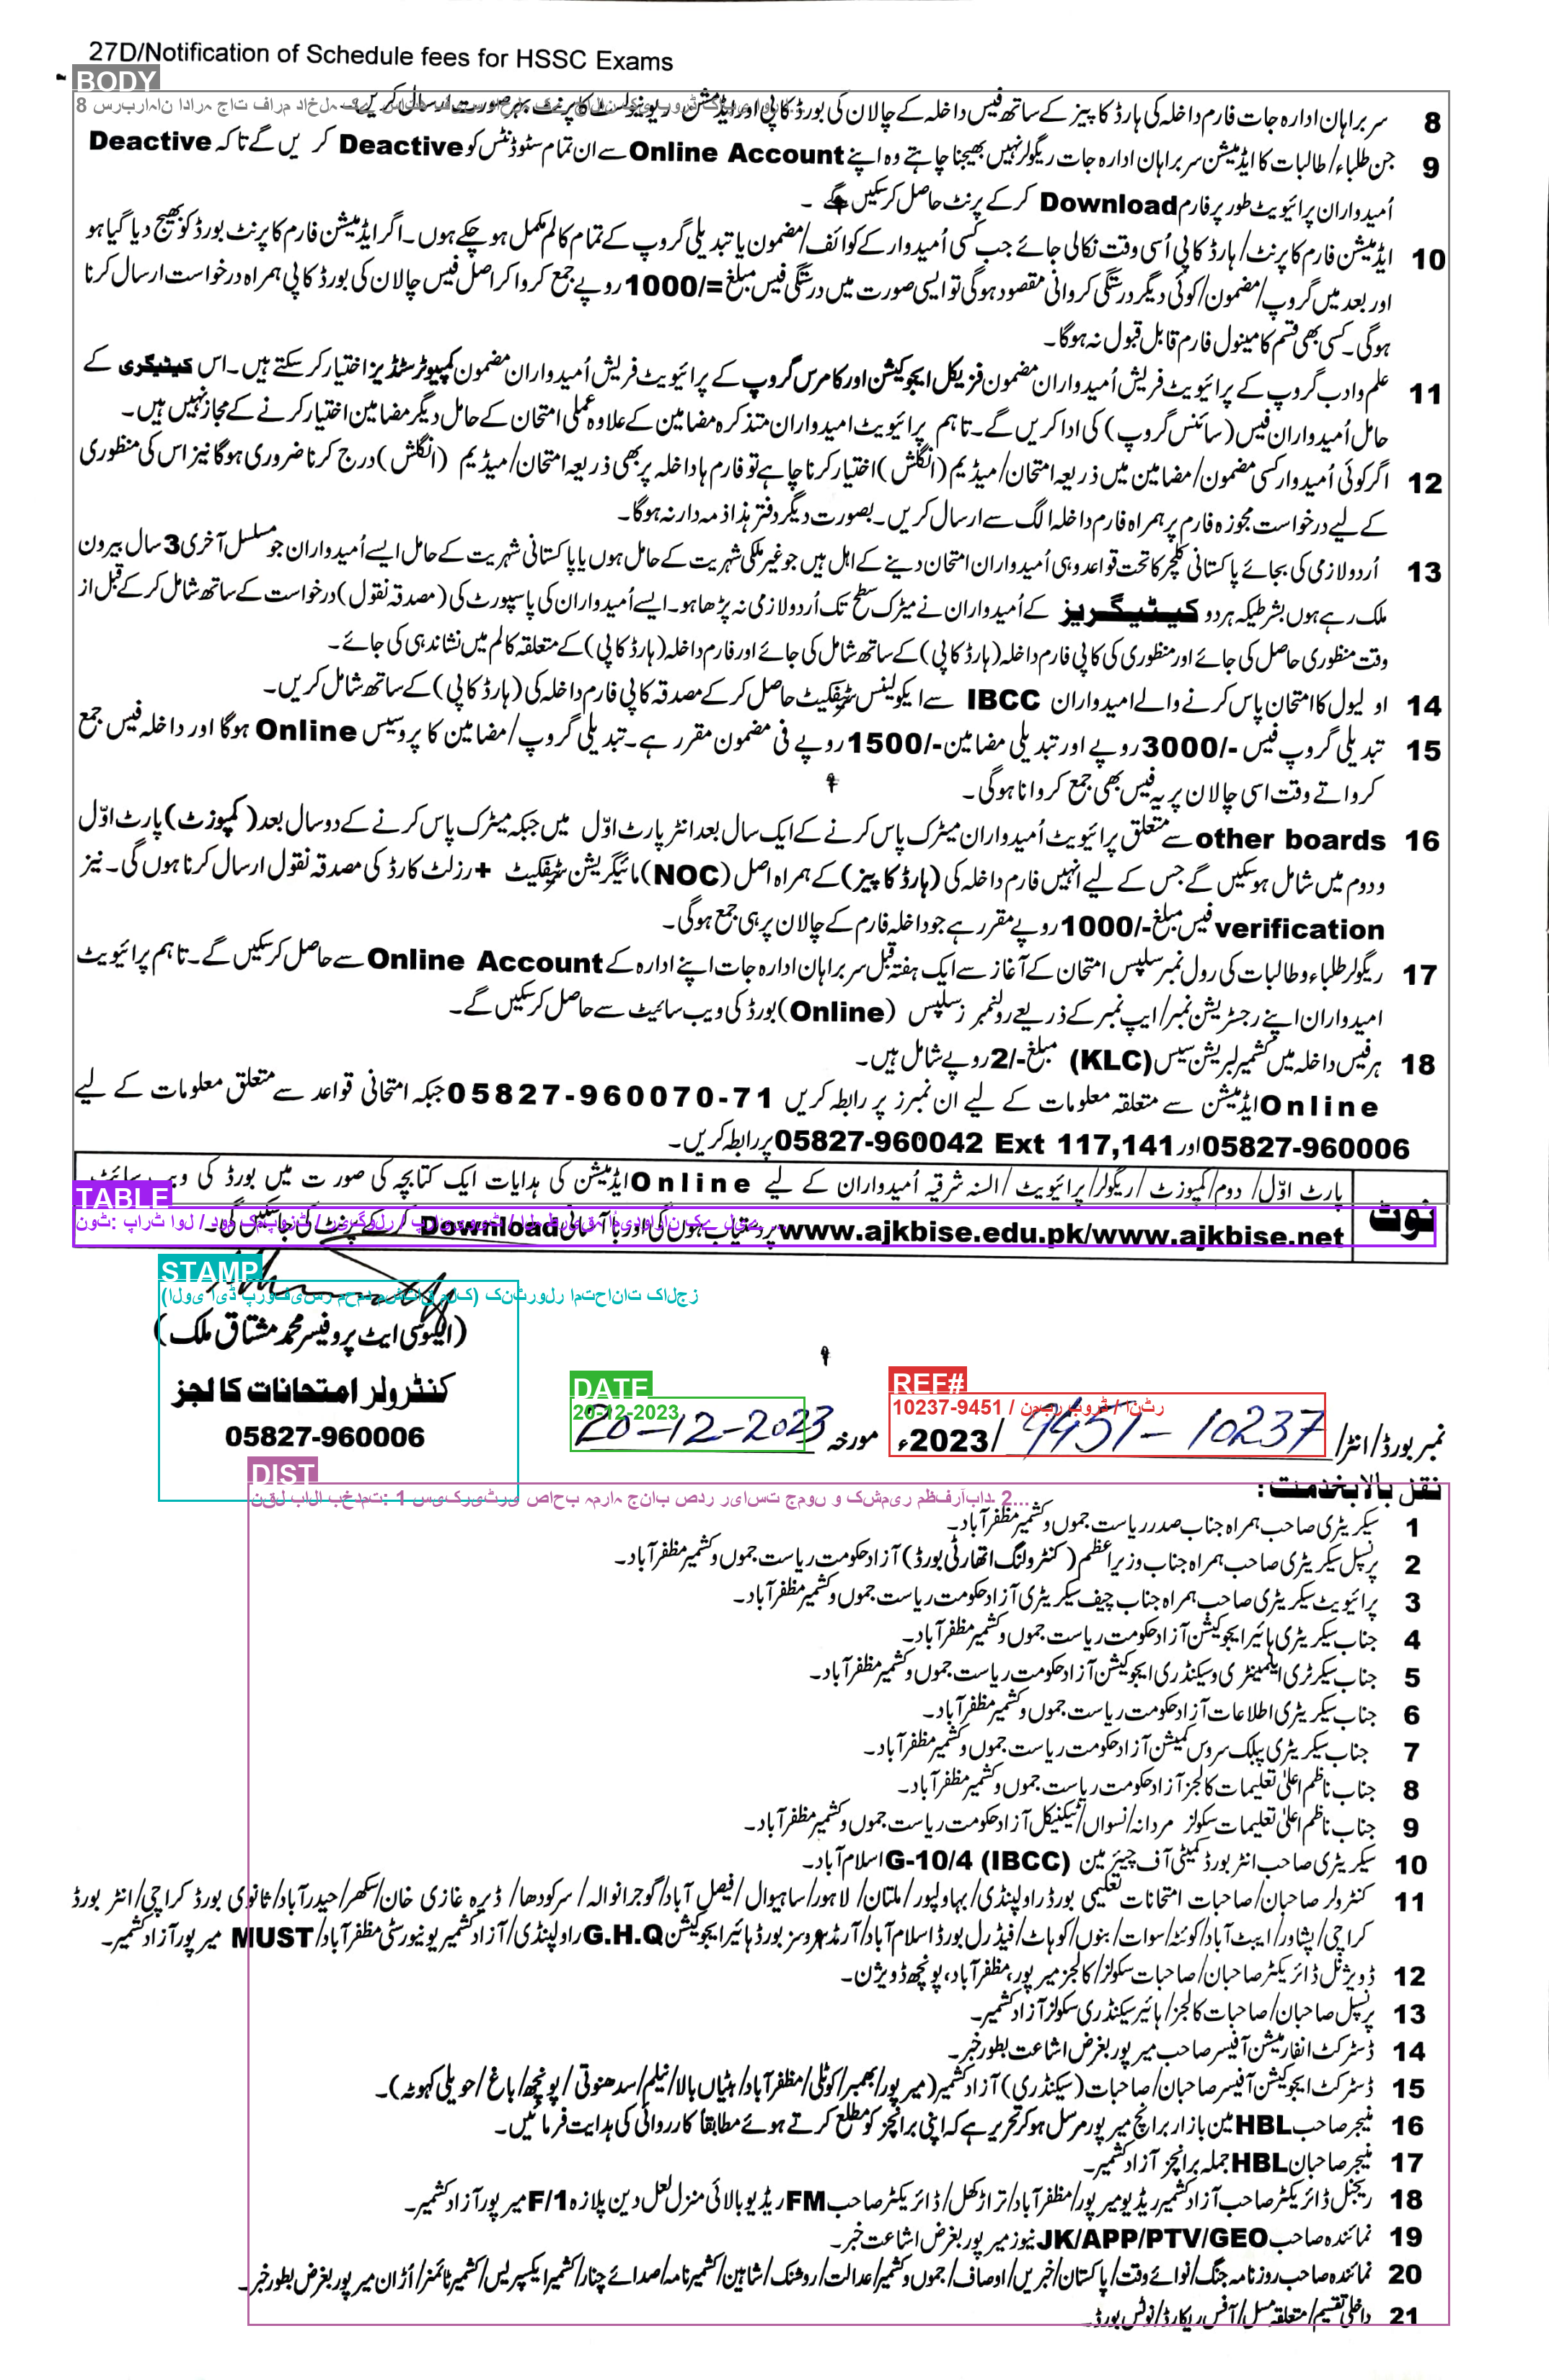 27D/Notification of Schedule fees for HSSC Exams
BODY
8 سربراہان ادارہ جات فارم داخلہ کی ہارڈ کاپیز کے ساتھ فیس داخلہ کے چالان کی بورڈ کاپی اور ایڈمشن ریونیو لسٹ کا پرنٹ بہر صورت ارسال کریں۔
9 جن طلباء/طالبات کا ایڈمیشن سربراہان ادارہ جات ریگولر نہیں بھیجنا چاہتے وہ اپنے Online Account سے ان تمام سٹوڈنٹس کو Deactive کریں گے تاکہ Deactive
اُمیدواران پرائیویٹ طور پر فارم Download کر کے پرنٹ حاصل کر سکیں گے۔
10 ایڈمیشن فارم کا پرنٹ/ہارڈ کاپی اُسی وقت نکالی جائے جب کسی اُمیدوار کے کوائف/مضمون یا تبدیلی گروپ کے تمام کالم مکمل ہو چکے ہوں۔ اگر ایڈمیشن فارم کا پرنٹ بورڈ کو بھیج دیا گیا ہو
اور بعد میں گروپ/مضمون/کوئی دیگر درستگی کروانی مقصود ہوگی تو ایسی صورت میں درستگی فیس مبلغ =/1000 روپے جمع کروا کر اصل فیس چالان کی بورڈ کاپی ہمراہ درخواست ارسال کرنا
ہوگی۔ کسی بھی قسم کا مینول فارم قابل قبول نہ ہوگا۔
11 علم و ادب گروپ کے پرائیویٹ فریش اُمیدواران مضمون فزیکل ایجوکیشن اور کامرس گروپ کے پرائیویٹ فریش اُمیدواران مضمون کمپیوٹر سٹڈیز اختیار کر سکتے ہیں۔ اس کیٹیگری کے
حامل اُمیدواران فیس (سائنس گروپ) کی ادا کریں گے۔ تاہم پرائیویٹ امیدواران متذکرہ مضامین کے علاوہ عملی امتحان کے حامل دیگر مضامین اختیار کرنے کے مجاز نہیں ہیں۔
12 اگر کوئی اُمیدوار کسی مضمون/مضامین میں ذریعہ امتحان/میڈیم (انگلش) اختیار کرنا چاہے تو فارم ہا داخلہ پر بھی ذریعہ امتحان/میڈیم (انگلش) درج کرنا ضروری ہوگا نیز اس کی منظوری
کے لیے درخواست مجوزہ فارم پر ہمراہ فارم داخلہ الگ سے ارسال کریں۔ بصورت دیگر دفتر ہذا ذمہ دار نہ ہوگا۔
13 اُردو لازمی کی بجائے پاکستانی کلچر کا تحت قواعد وہی اُمیدواران امتحان دینے کے اہل ہیں جو غیر ملکی شہریت کے حامل ہوں یا پاکستانی شہریت کے حامل ایسے اُمیدواران جو مسلسل آخری 3 سال بیرون
ملک رہے ہوں بشرطیکہ ہر دو کیٹیگریز کے اُمیدواران نے میٹرک سطح تک اُردو لازمی نہ پڑھا ہو۔ ایسے اُمیدواران کی پاسپورٹ کی (مصدقہ نقول) درخواست کے ساتھ شامل کر کے قبل از
وقت منظوری حاصل کی جائے اور منظوری کی کاپی فارم داخلہ (ہارڈ کاپی) کے ساتھ شامل کی جائے اور فارم داخلہ (ہارڈ کاپی) کے متعلقہ کالم میں نشاندہی کی جائے۔
14 او لیول کا امتحان پاس کرنے والے امیدواران IBCC سے ایکولینس سرٹیفکیٹ حاصل کر کے مصدقہ کاپی فارم داخلہ کی (ہارڈ کاپی) کے ساتھ شامل کریں۔
15 تبدیلی گروپ فیس -/3000 روپے اور تبدیلی مضامین -/1500 روپے فی مضمون مقرر ہے۔ تبدیلی گروپ/مضامین کا پروسیس Online ہوگا اور داخلہ فیس جمع
کرواتے وقت اسی چالان پر یہ فیس بھی جمع کروانا ہوگی۔
16 other boards سے متعلق پرائیویٹ اُمیدواران میٹرک پاس کرنے کے ایک سال بعد انٹر پارٹ اوّل میں جبکہ میٹرک پاس کرنے کے دو سال بعد (کمپوزٹ) پارٹ اوّل
و دوم میں شامل ہو سکیں گے جس کے لیے انہیں فارم داخلہ کی (ہارڈ کاپیز) کے ہمراہ اصل (NOC) مائیگریشن سرٹیفکیٹ + رزلٹ کارڈ کی مصدقہ نقول ارسال کرنا ہوں گی۔ نیز
verification فیس مبلغ -/1000 روپے مقرر ہے جو داخلہ فارم کے چالان پر ہی جمع ہوگی۔
17 ریگولر طلباء و طالبات کی رول نمبر سلپس امتحان کے آغاز سے ایک ہفتہ قبل سربراہان ادارہ جات اپنے ادارہ کے Online Account سے حاصل کر سکیں گے۔ تاہم پرائیویٹ
امیدواران اپنے رجسٹریشن نمبر/ایپ نمبر کے ذریعے رولنمبر سلپس (Online) بورڈ کی ویب سائیٹ سے حاصل کر سکیں گے۔
18 ہر فیس داخلہ میں کشمیر لبریشن سیس (KLC) مبلغ -/2 روپے شامل ہیں۔
Online ایڈمیشن سے متعلقہ معلومات کے لیے ان نمبرز پر رابطہ کریں 05827-960070-71 جبکہ امتحانی قواعد سے متعلق معلومات کے لیے
05827-960006 اور 05827-960042 Ext 117,141 پر رابطہ کریں۔
نوٹ
پارٹ اوّل/دوم/کمپوزٹ/ریگولر/پرائیویٹ/السنہ شرقیہ اُمیدواران کے لیے Online ایڈمیشن کی ہدایات ایک کتابچہ کی صورت میں بورڈ کی ویب سائٹ
TABLE
www.ajkbise.edu.pk/www.ajkbise.net پر دستیاب ہوں گی اور بآسانی Download کر کے پرنٹ کی جا سکیں گی۔
STAMP
(ایسوسی ایٹ پروفیسر محمد مشتاق ملک)
کنٹرولر امتحانات کالجز
05827-960006
DATE
20-12-2023
REF#
10237-9451 / نمبر بورڈ / انٹر
نمبر بورڈ/انٹر/ 9451-10237 /2023ء مورخہ 20-12-2023
DIST
نقل بالا بخدمت:
1 سیکریٹری صاحب ہمراہ جناب صدر ریاست جموں و کشمیر مظفرآباد۔
2 پرنسپل سیکریٹری صاحب ہمراہ جناب وزیراعظم (کنٹرولنگ اتھارٹی بورڈ) آزاد حکومت ریاست جموں و کشمیر مظفرآباد۔
3 پرائیویٹ سیکریٹری صاحب ہمراہ جناب چیف سیکریٹری آزاد حکومت ریاست جموں و کشمیر مظفرآباد۔
4 جناب سیکریٹری ہائیر ایجوکیشن آزاد حکومت ریاست جموں و کشمیر مظفرآباد۔
5 جناب سیکرٹری ایلیمینٹری و سیکنڈری ایجوکیشن آزاد حکومت ریاست جموں و کشمیر مظفرآباد۔
6 جناب سیکریٹری اطلاعات آزاد حکومت ریاست جموں و کشمیر مظفرآباد۔
7 جناب سیکریٹری پبلک سروس کمیشن آزاد حکومت ریاست جموں و کشمیر مظفرآباد۔
8 جناب ناظم اعلیٰ تعلیمات کالجز آزاد حکومت ریاست جموں و کشمیر مظفرآباد۔
9 جناب ناظم اعلیٰ تعلیمات سکولز مردانہ/نسواں/ٹیکنیکل آزاد حکومت ریاست جموں و کشمیر مظفرآباد۔
10 سیکریٹری صاحب انٹر بورڈ کمیٹی آف چیئرمین (IBCC) G-10/4 اسلام آباد۔
11 کنٹرولر صاحبان/صاحبات امتحانات تعلیمی بورڈ راولپنڈی/بہاولپور/ملتان/لاہور/ساہیوال/فیصل آباد/گوجرانوالہ/سرگودھا/ڈیرہ غازی خان/سکھر/حیدرآباد/ثانوی بورڈ کراچی/انٹر بورڈ
کراچی/پشاور/ایبٹ آباد/کوئٹہ/سوات/بنوں/کوہاٹ/فیڈرل بورڈ اسلام آباد/آرمڈ سروسز بورڈ ہائیر ایجوکیشن G.H.Q راولپنڈی/آزاد کشمیر یونیورسٹی مظفرآباد/MUST میرپور آزاد کشمیر۔
12 ڈویژنل ڈائریکٹر صاحبان/صاحبات سکولز/کالجز میرپور، مظفرآباد، پونچھ ڈویژن۔
13 پرنسپل صاحبان/صاحبات کالجز/ہائیر سیکنڈری سکولز آزاد کشمیر۔
14 ڈسٹرکٹ انفارمیشن آفیسر صاحب میرپور بغرض اشاعت بطور خبر۔
15 ڈسٹرکٹ ایجوکیشن آفیسر صاحبان/صاحبات (سیکنڈری) آزاد کشمیر (میرپور/بھمبر/کوٹلی/مظفرآباد/ہٹیاں بالا/نیلم/سدھنوتی/پونچھ/باغ/حویلی کہوٹہ)۔
16 منیجر صاحب HBL مین بازار برانچ میرپور مرسل ہو کر تحریر ہے کہ اپنی برانچز کو مطلع کرتے ہوئے مطابقاً کارروائی کی ہدایت فرمائیں۔
17 منیجر صاحبان HBL جملہ برانچز آزاد کشمیر۔
18 ریجنل ڈائریکٹر صاحب آزاد کشمیر ریڈیو میرپور/مظفرآباد/تراڑکھل/ڈائریکٹر صاحب FM ریڈیو بالائی منزل لعل دین پلازہ F/1 میرپور آزاد کشمیر۔
19 نمائندہ صاحب JK/APP/PTV/GEO نیوز میرپور بغرض اشاعت خبر۔
20 نمائندہ صاحب روزنامہ جنگ/نوائے وقت/پاکستان/خبریں/اوصاف/جموں و کشمیر/عدالت/شاہین/کشمیر نامہ/صدائے چنار/کشمیر ایکسپریس/کشمیر ٹائمز/اُڑان میرپور بغرض بطور خبر۔
21 داخلی تقسیم/متعلقہ مسل/آفس ریکارڈ/نوٹس بورڈ۔